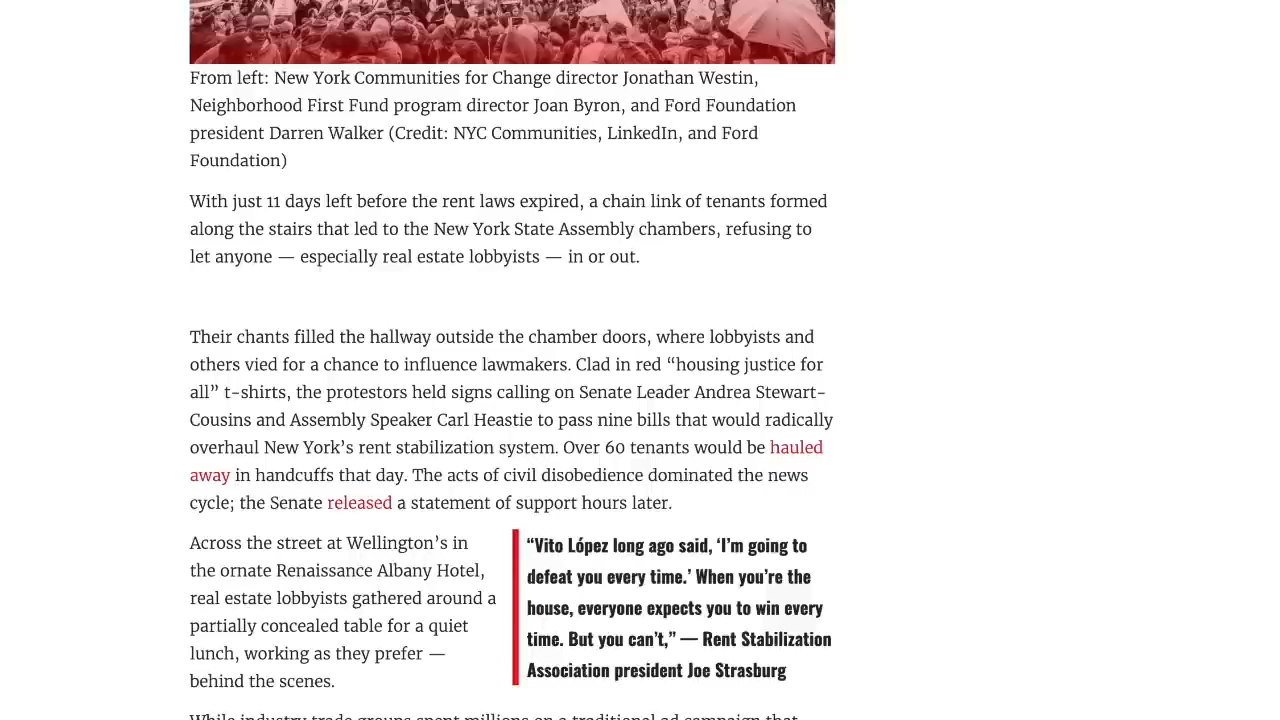 From left: New York Communities for Change director Jonathan Westin,
Neighborhood First Fund program director Joan Byron, and Ford Foundation
president Darren Walker (Credit: NYC Communities, LinkedIn, and Ford
Foundation)
With just 11 days left before the rent laws expired, a chain link of tenants formed
along the stairs that led to the New York State Assembly chambers, refusing to
let anyone — especially real estate lobbyists — in or out.
Their chants filled the hallway outside the chamber doors, where lobbyists and
others vied for a chance to influence lawmakers. Clad in red “housing justice for
all” t-shirts, the protestors held signs calling on Senate Leader Andrea Stewart-
Cousins and Assembly Speaker Carl Heastie to pass nine bills that would radically
overhaul New York’s rent stabilization system. Over 60 tenants would be hauled
away in handcuffs that day. The acts of civil disobedience dominated the news
cycle; the Senate released a statement of support hours later.
Across the street at Wellington’s in
the ornate Renaissance Albany Hotel,
real estate lobbyists gathered around a
partially concealed table for a quiet
lunch, working as they prefer —
behind the scenes.
“Vito López long ago said, ‘I’m going to
defeat you every time.’ When you’re the
house, everyone expects you to win every
time. But you can’t,” — Rent Stabilization
Association president Joe Strasburg
While industry trade groups spent millions on a traditional ad campaign that